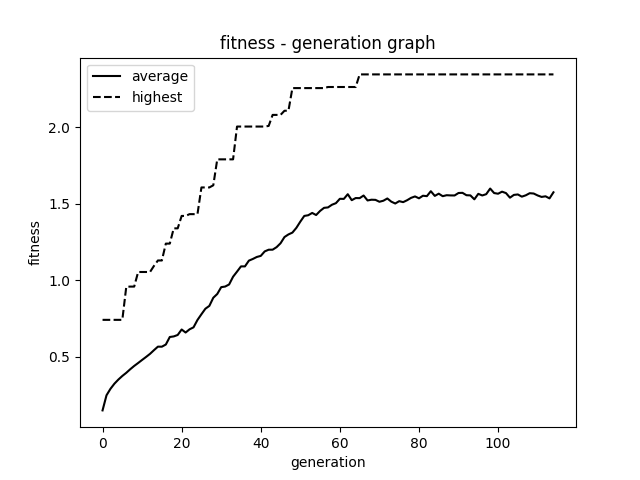 fitness - generation graph
average
highest
2.0
1.5
1.0
0.5
fitness
0 20 40 60 80 100
generation